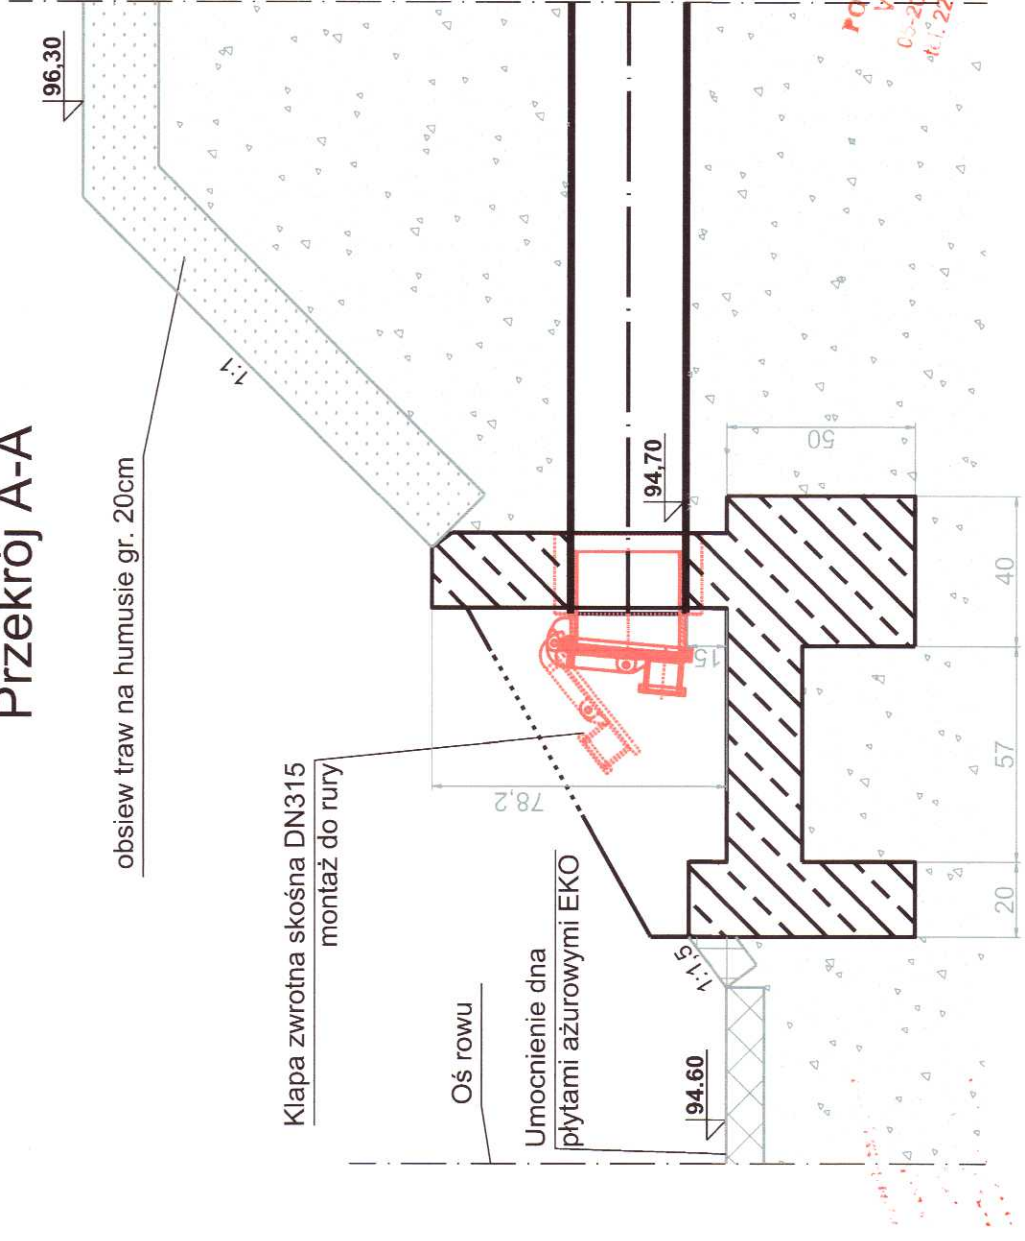 Przekrój A-A
96,30
obsiew traw na humusie gr. 20cm
1:1
Klapa zwrotna skośna DN315
montaż do rury
94,70
50
15
78,2
40
57
20
Oś rowu
Umocnienie dna
płytami ażurowymi EKO
1:1,5
94.60
PO